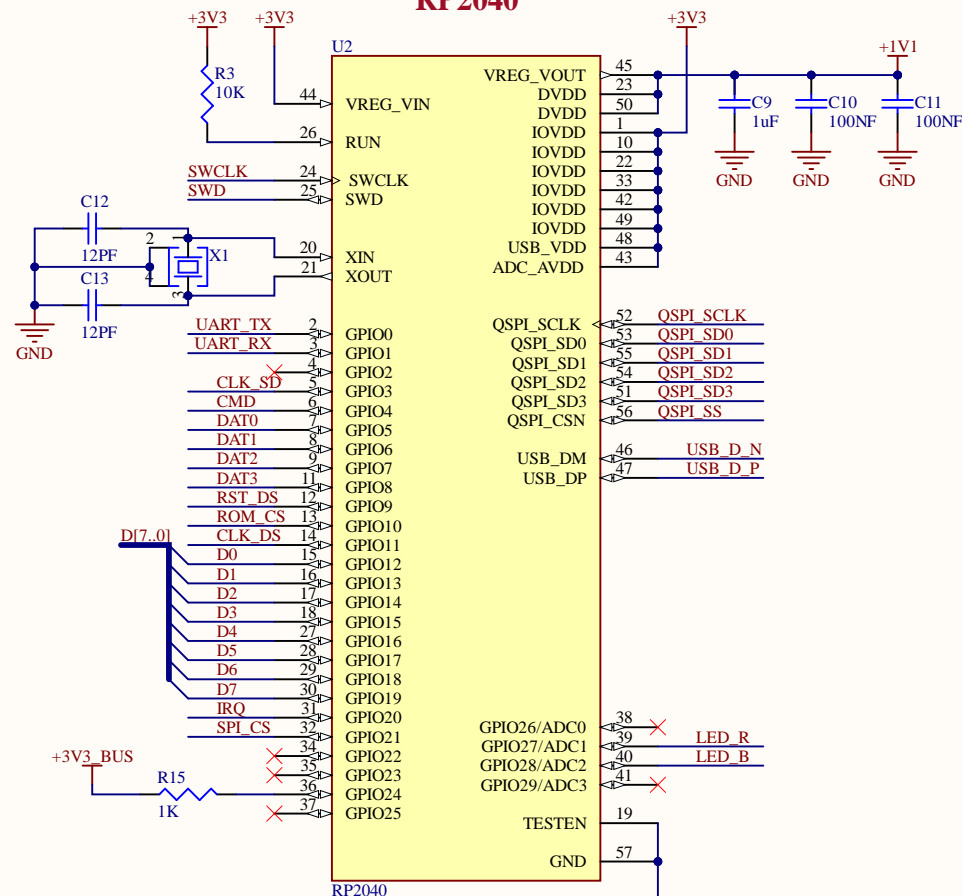 RP2040
+3V3
+3V3
+3V3
U2
+1V1
R3
10K
44
VREG_VIN
26
RUN
SWCLK
24
SWCLK
SWD
25
SWD
C12
12PF
2
1
X1
4
3
C13
12PF
GND
20
XIN
21
XOUT
UART_TX
2
GPIO0
UART_RX
3
GPIO1
4
GPIO2
CLK_SD
5
GPIO3
CMD
6
GPIO4
DAT0
7
GPIO5
DAT1
8
GPIO6
DAT2
9
GPIO7
DAT3
11
GPIO8
RST_DS
12
GPIO9
ROM_CS
13
GPIO10
CLK_DS
14
GPIO11
D[7..0]
D0
15
GPIO12
D1
16
GPIO13
D2
17
GPIO14
D3
18
GPIO15
D4
27
GPIO16
D5
28
GPIO17
D6
29
GPIO18
D7
30
GPIO19
IRQ
31
GPIO20
SPI_CS
32
GPIO21
34
GPIO22
35
GPIO23
+3V3_BUS
R15
1K
36
GPIO24
37
GPIO25
VREG_VOUT
45
DVDD
23
DVDD
50
IOVDD
1
IOVDD
10
IOVDD
22
IOVDD
33
IOVDD
42
IOVDD
49
USB_VDD
48
ADC_AVDD
43
C9
1uF
GND
C10
100NF
GND
C11
100NF
GND
QSPI_SCLK
52
QSPI_SCLK
QSPI_SD0
53
QSPI_SD0
QSPI_SD1
55
QSPI_SD1
QSPI_SD2
54
QSPI_SD2
QSPI_SD3
51
QSPI_SD3
QSPI_CSN
56
QSPI_SS
USB_DM
46
USB_D_N
USB_DP
47
USB_D_P
GPIO26/ADC0
38
GPIO27/ADC1
39
LED_R
GPIO28/ADC2
40
LED_B
GPIO29/ADC3
41
TESTEN
19
GND
57
RP2040